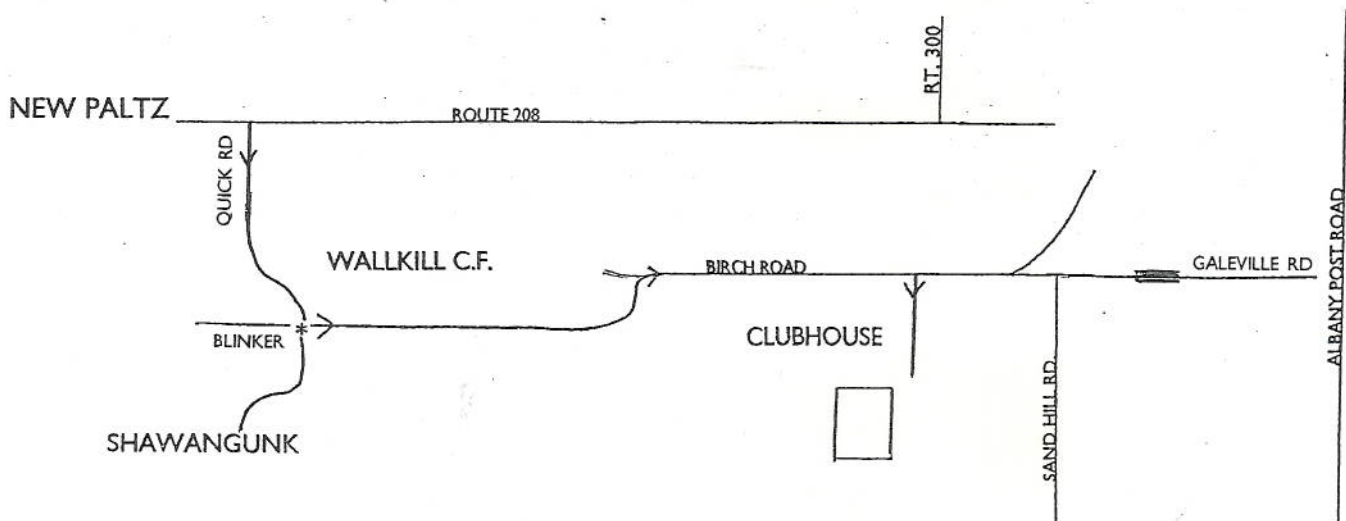 RT. 300
NEW PALTZ
ROUTE 208
QUICK RD
ALBANY POST ROAD
WALLKILL C.F.
BIRCH ROAD
GALEVILLE RD
BLINKER
*
CLUBHOUSE
SAND HILL RD.
SHAWANGUNK